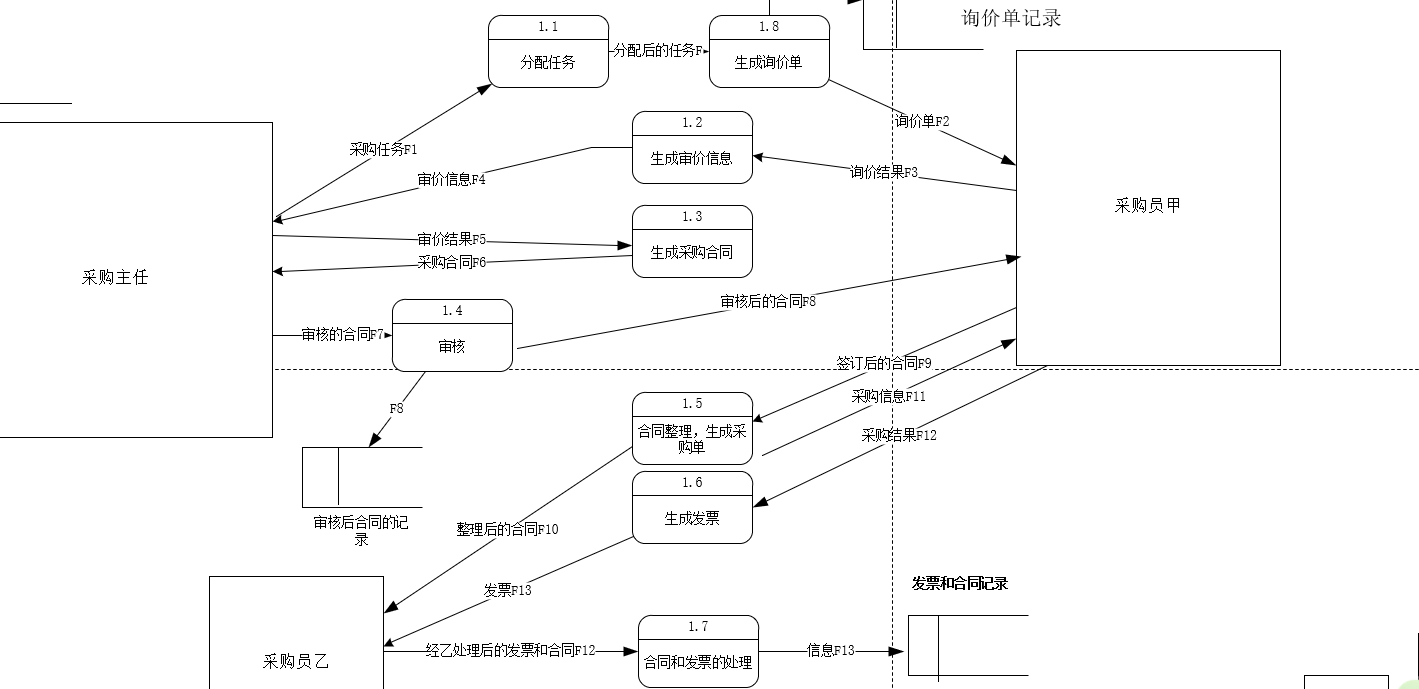 询价单记录
1.1
分配任务
分配后的任务F
1.8
生成询价单
询价单F2
采购任务F1
1.2
生成审价信息
审价信息F4
询价结果F3
采购员甲
1.3
生成采购合同
审价结果F5
采购合同F6
采购主任
审核后的合同F8
1.4
审核
审核的合同F7
签订后的合同F9
采购信息F11
F8
1.5
合同整理，生成采
购单
采购结果F12
1.6
生成发票
审核后合同的记
录
整理后的合同F10
发票F13
发票和合同记录
采购员乙
经乙处理后的发票和合同F12
1.7
合同和发票的处理
信息F13